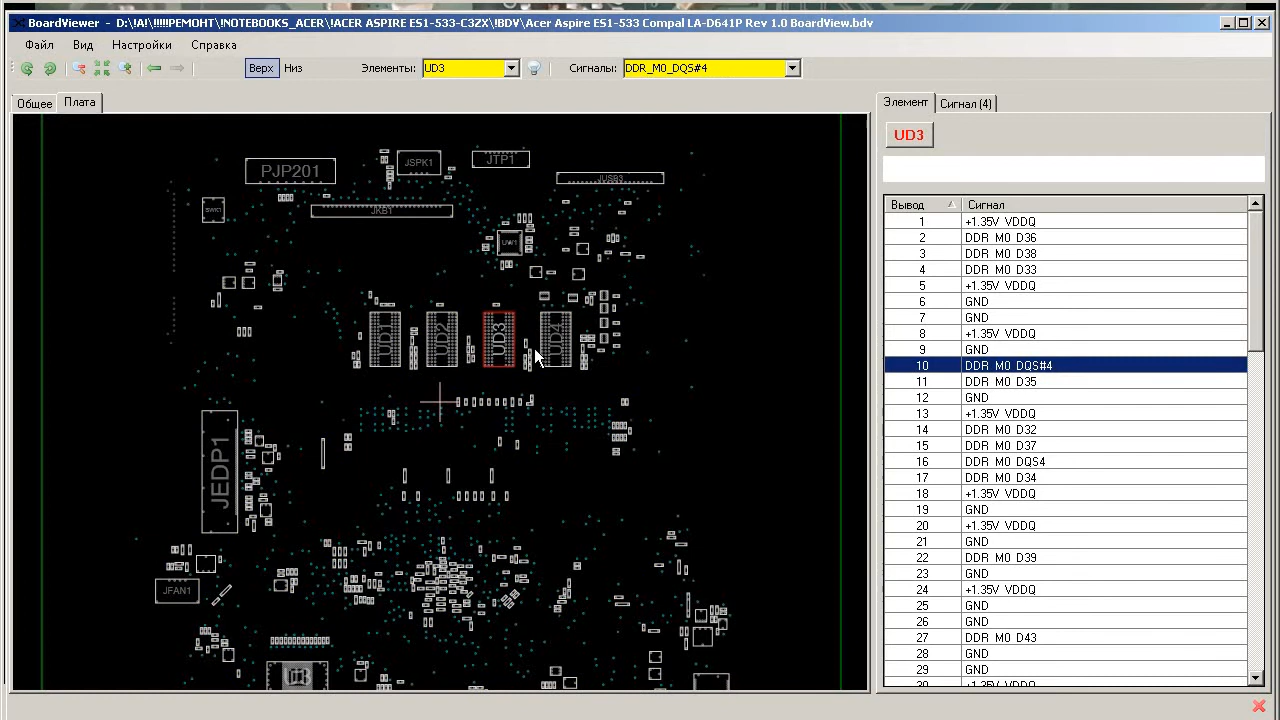 BoardViewer - D:\!A!\!!!!!РЕМОНТ\!NOTEBOOKS_ACER\!ACER ASPIRE ES1-533-C3ZX\!BDV\Acer Aspire ES1-533 Compal LA-D641P Rev 1.0 BoardView.bdv
Файл Вид Настройки Справка
Верх Низ Элементы: UD3 Сигналы: DDR_M0_DQS#4
Общее Плата
Элемент Сигнал (4)
UD3
PJP201 JSPK1 JTP1
JUSB3
SWK1 JKB1
UW1
UD1 UD2 UD3 UD4
JEDP1
JFAN1
Вывод Сигнал
1 +1.35V_VDDQ
2 DDR_M0_D36
3 DDR_M0_D38
4 DDR_M0_D33
5 +1.35V_VDDQ
6 GND
7 GND
8 +1.35V_VDDQ
9 GND
10 DDR_M0_DQS#4
11 DDR_M0_D35
12 GND
13 +1.35V_VDDQ
14 DDR_M0_D32
15 DDR_M0_D37
16 DDR_M0_DQS4
17 DDR_M0_D34
18 +1.35V_VDDQ
19 GND
20 +1.35V_VDDQ
21 GND
22 DDR_M0_D39
23 GND
24 +1.35V_VDDQ
25 GND
26 GND
27 DDR_M0_D43
28 GND
29 GND
30 +1.35V_VDDQ